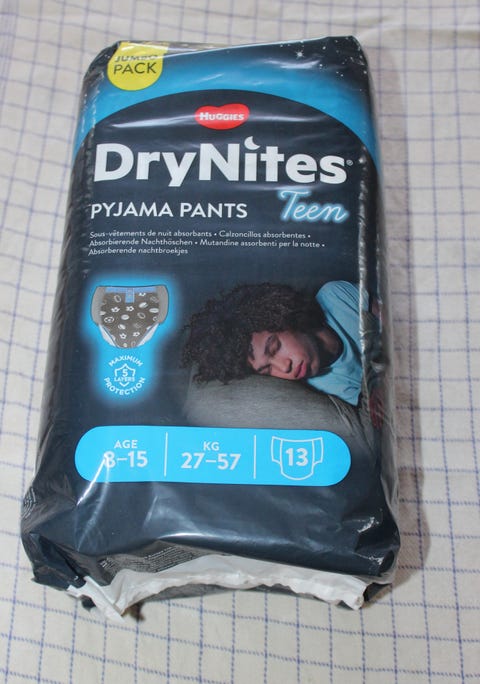 JUMBO
PACK
HUGGIES
DryNites®
PYJAMA PANTS Teen
Sous-vêtements de nuit absorbants • Calzoncillos absorbentes •
Absorbierende Nachthöschen • Mutandine assorbenti per la notte •
Absorberende nachtbroekjes
MAXIMUM
5
LAYERS
PROTECTION
AGE
8–15
KG
27–57
13